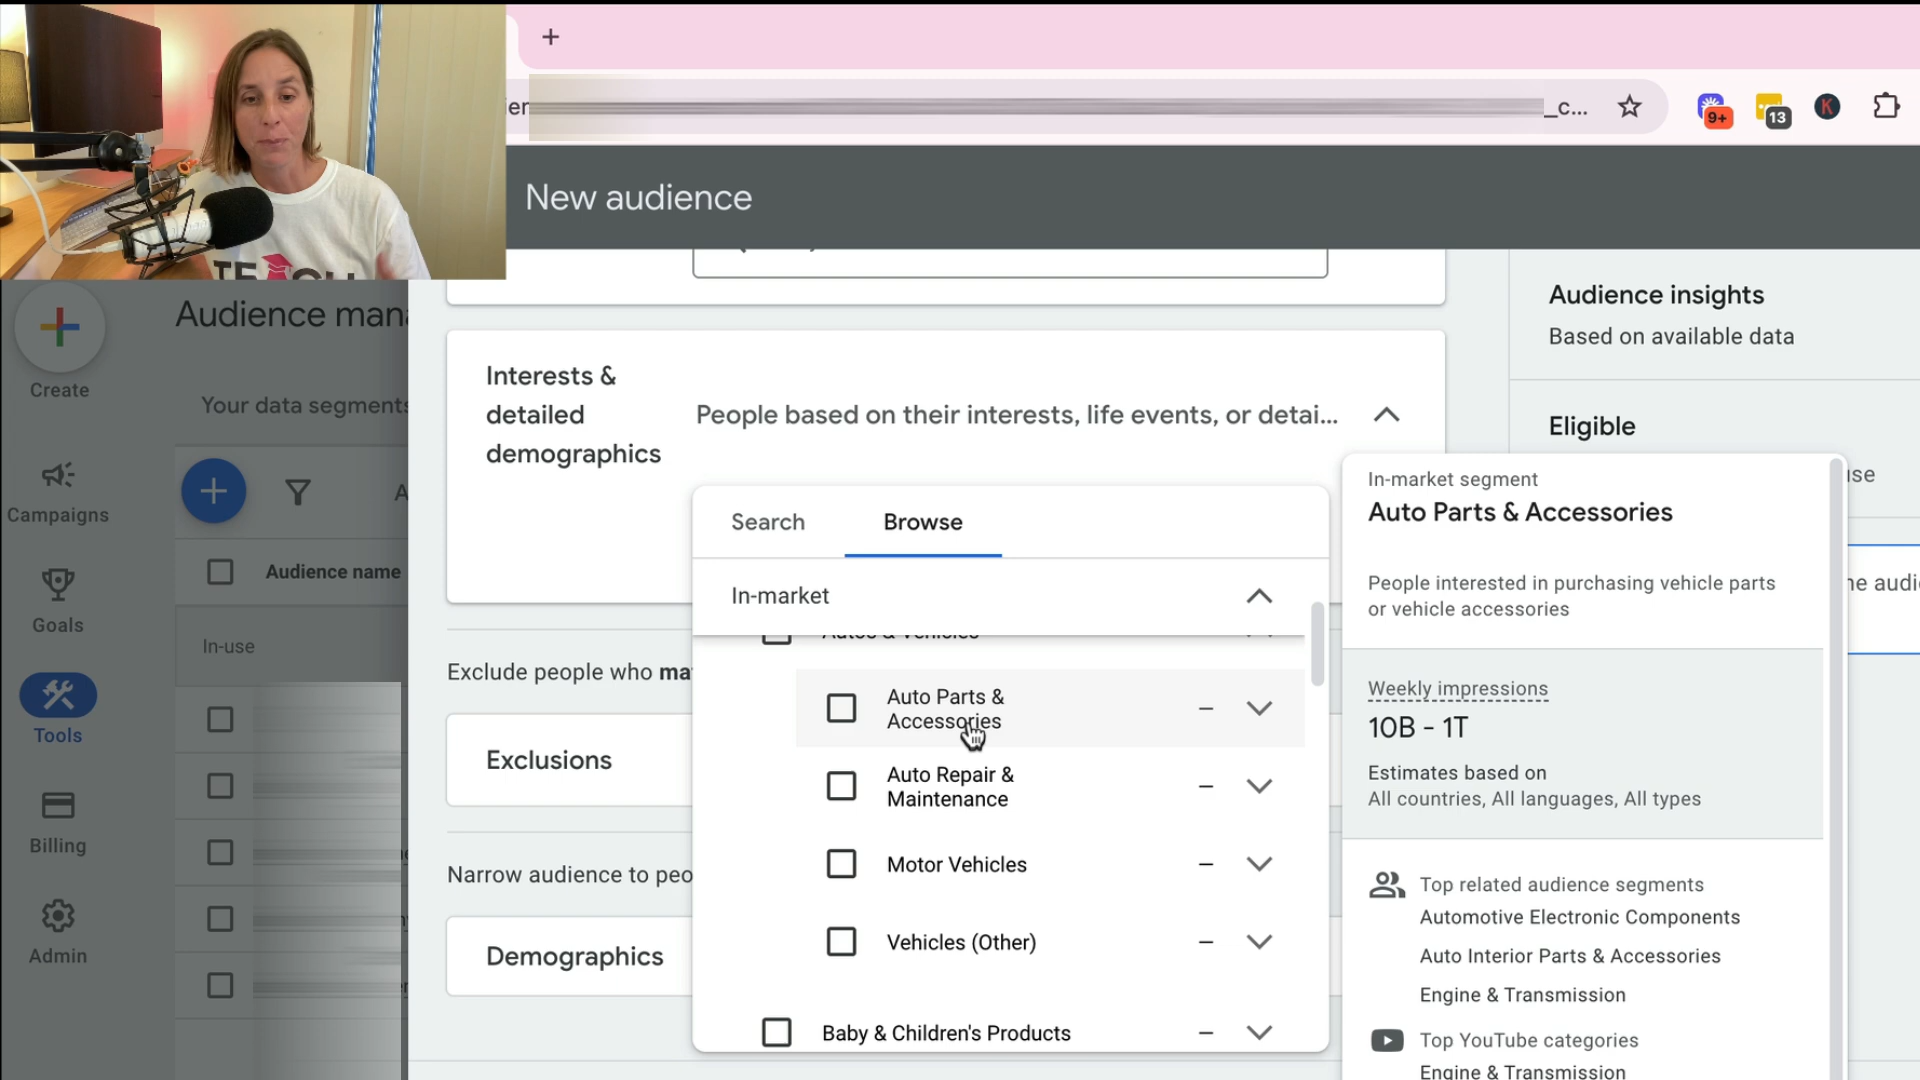 _c...
9+
13
K
New audience
Audience insights
Based on available data
Audience
Create
Your data segments
Interests &
detailed
demographics
People based on their interests, life events, or detai...
Eligible
In-market segment
Auto Parts & Accessories
Search
Browse
Campaigns
Audience name
In-market
People interested in purchasing vehicle parts
or vehicle accessories
Goals
In-use
Exclude people who
Auto Parts &
Accessories
Weekly impressions
10B - 1T
Tools
Exclusions
Auto Repair &
Maintenance
Estimates based on
All countries, All languages, All types
Billing
Narrow audience to
Motor Vehicles
Top related audience segments
Automotive Electronic Components
Admin
Demographics
Vehicles (Other)
Auto Interior Parts & Accessories
Engine & Transmission
Baby & Children's Products
Top YouTube categories
Engine & Transmission